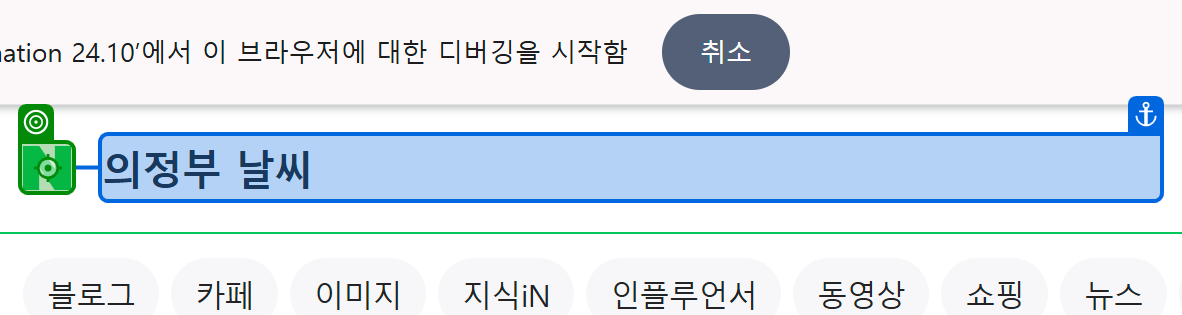 24.10’에서 이 브라우저에 대한 디버깅을 시작함
취소
의정부 날씨
블로그
카페
이미지
지식iN
인플루언서
동영상
쇼핑
뉴스